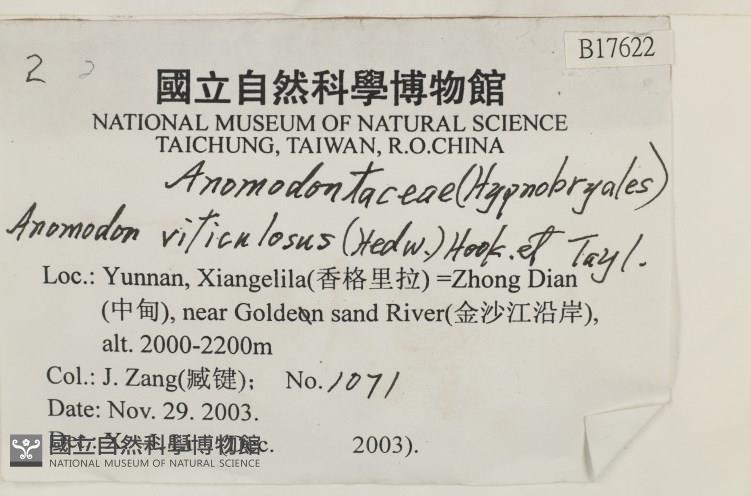 B17622
2 2
國立自然科學博物館
NATIONAL MUSEUM OF NATURAL SCIENCE
TAICHUNG, TAIWAN, R.O.CHINA
Anomodontaceae (Hypnobryales)
Anomodon viticulosus (Hedw.) Hook. et Tayl.
Loc.: Yunnan, Xiangelila(香格里拉) =Zhong Dian
(中甸), near Goldeon sand River(金沙江沿岸),
alt. 2000-2200m
Col.: J. Zang(臧键); No. 1071
Date: Nov. 29. 2003.
Det.: 2003).
國立自然科學博物館
NATIONAL MUSEUM OF NATURAL SCIENCE